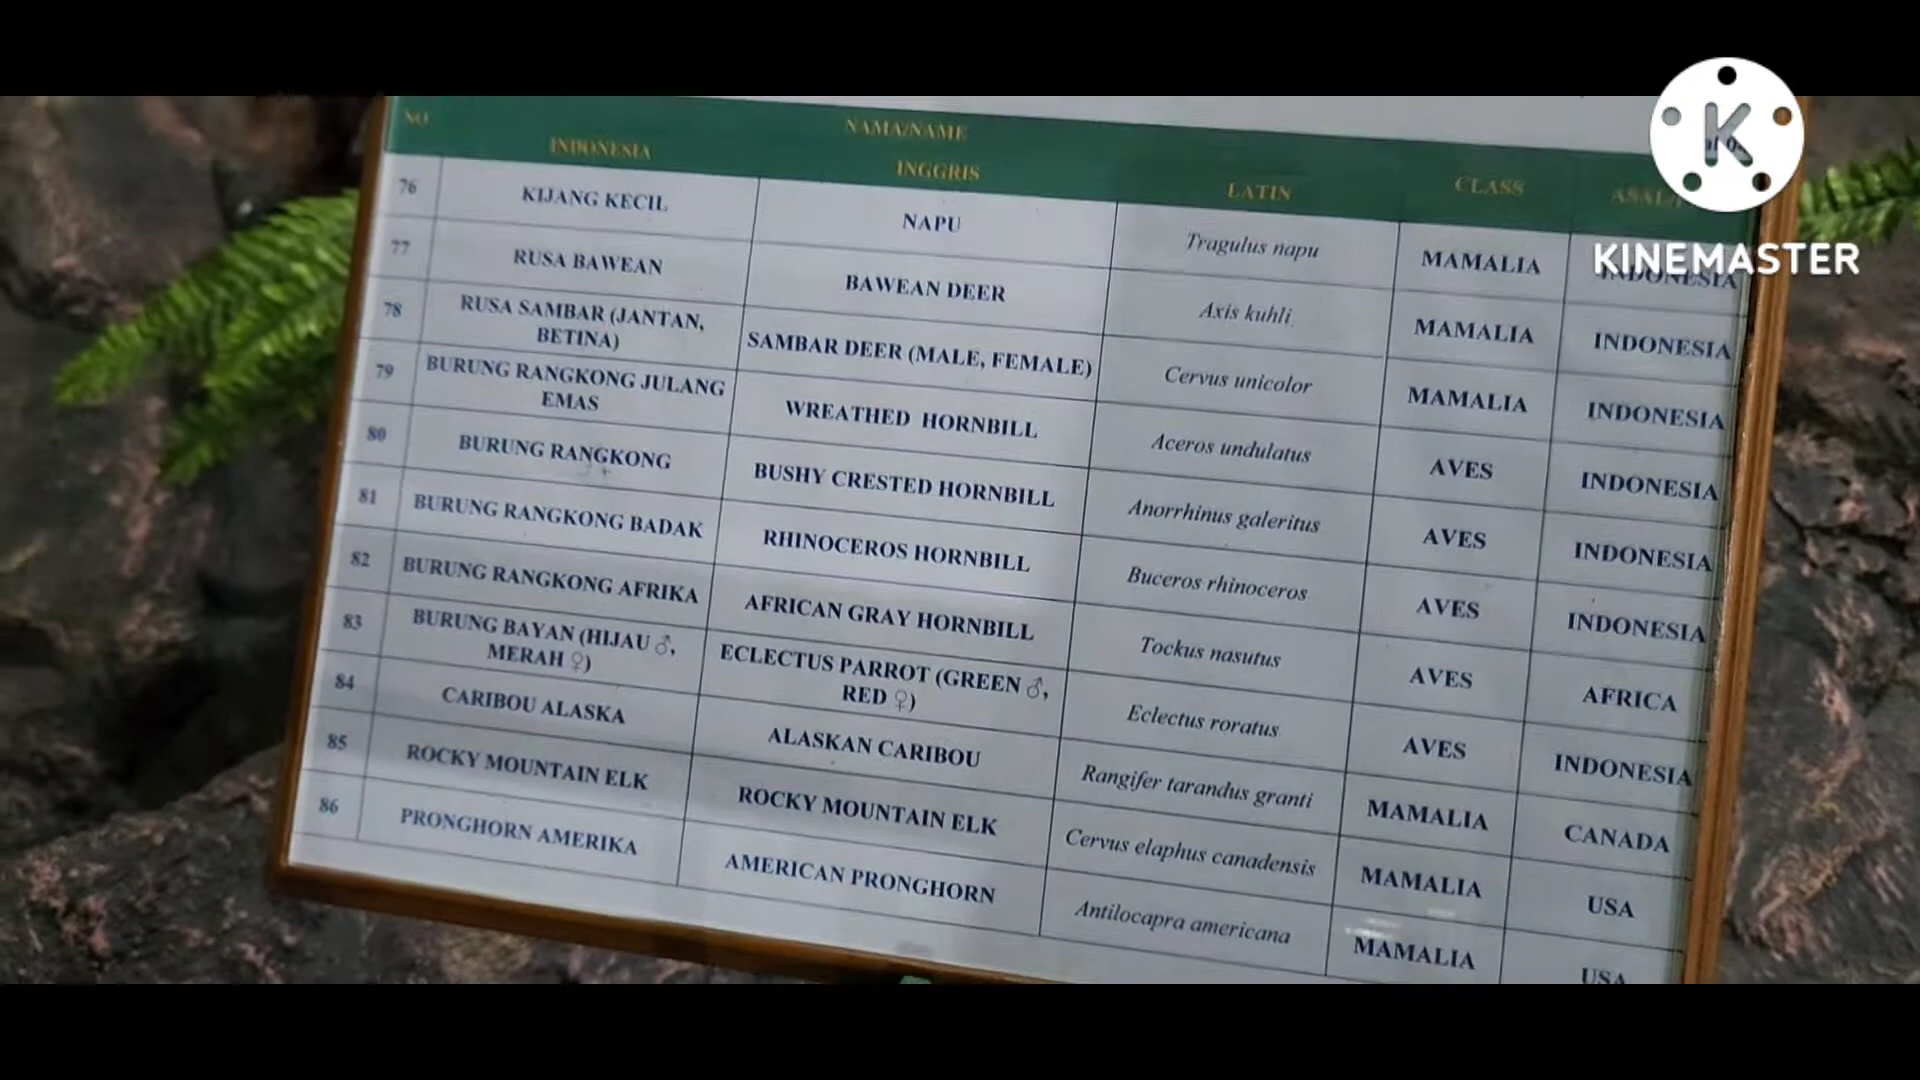 NO NAMA/NAME
INDONESIA INGGRIS LATIN CLASS
76 KIJANG KECIL NAPU Tragulus napu MAMALIA INDONESIA
77 RUSA BAWEAN BAWEAN DEER Axis kuhli MAMALIA INDONESIA
78 RUSA SAMBAR (JANTAN, BETINA) SAMBAR DEER (MALE, FEMALE) Cervus unicolor MAMALIA INDONESIA
79 BURUNG RANGKONG JULANG EMAS WREATHED HORNBILL Aceros undulatus AVES INDONESIA
80 BURUNG RANGKONG BUSHY CRESTED HORNBILL Anorrhinus galeritus AVES INDONESIA
81 BURUNG RANGKONG BADAK RHINOCEROS HORNBILL Buceros rhinoceros AVES INDONESIA
82 BURUNG RANGKONG AFRIKA AFRICAN GRAY HORNBILL Tockus nasutus AVES AFRICA
83 BURUNG BAYAN (HIJAU ♂, MERAH ♀) ECLECTUS PARROT (GREEN ♂, RED ♀) Eclectus roratus AVES INDONESIA
84 CARIBOU ALASKA ALASKAN CARIBOU Rangifer tarandus granti MAMALIA CANADA
85 ROCKY MOUNTAIN ELK ROCKY MOUNTAIN ELK Cervus elaphus canadensis MAMALIA USA
86 PRONGHORN AMERIKA AMERICAN PRONGHORN Antilocapra americana MAMALIA USA
K
KINEMASTER